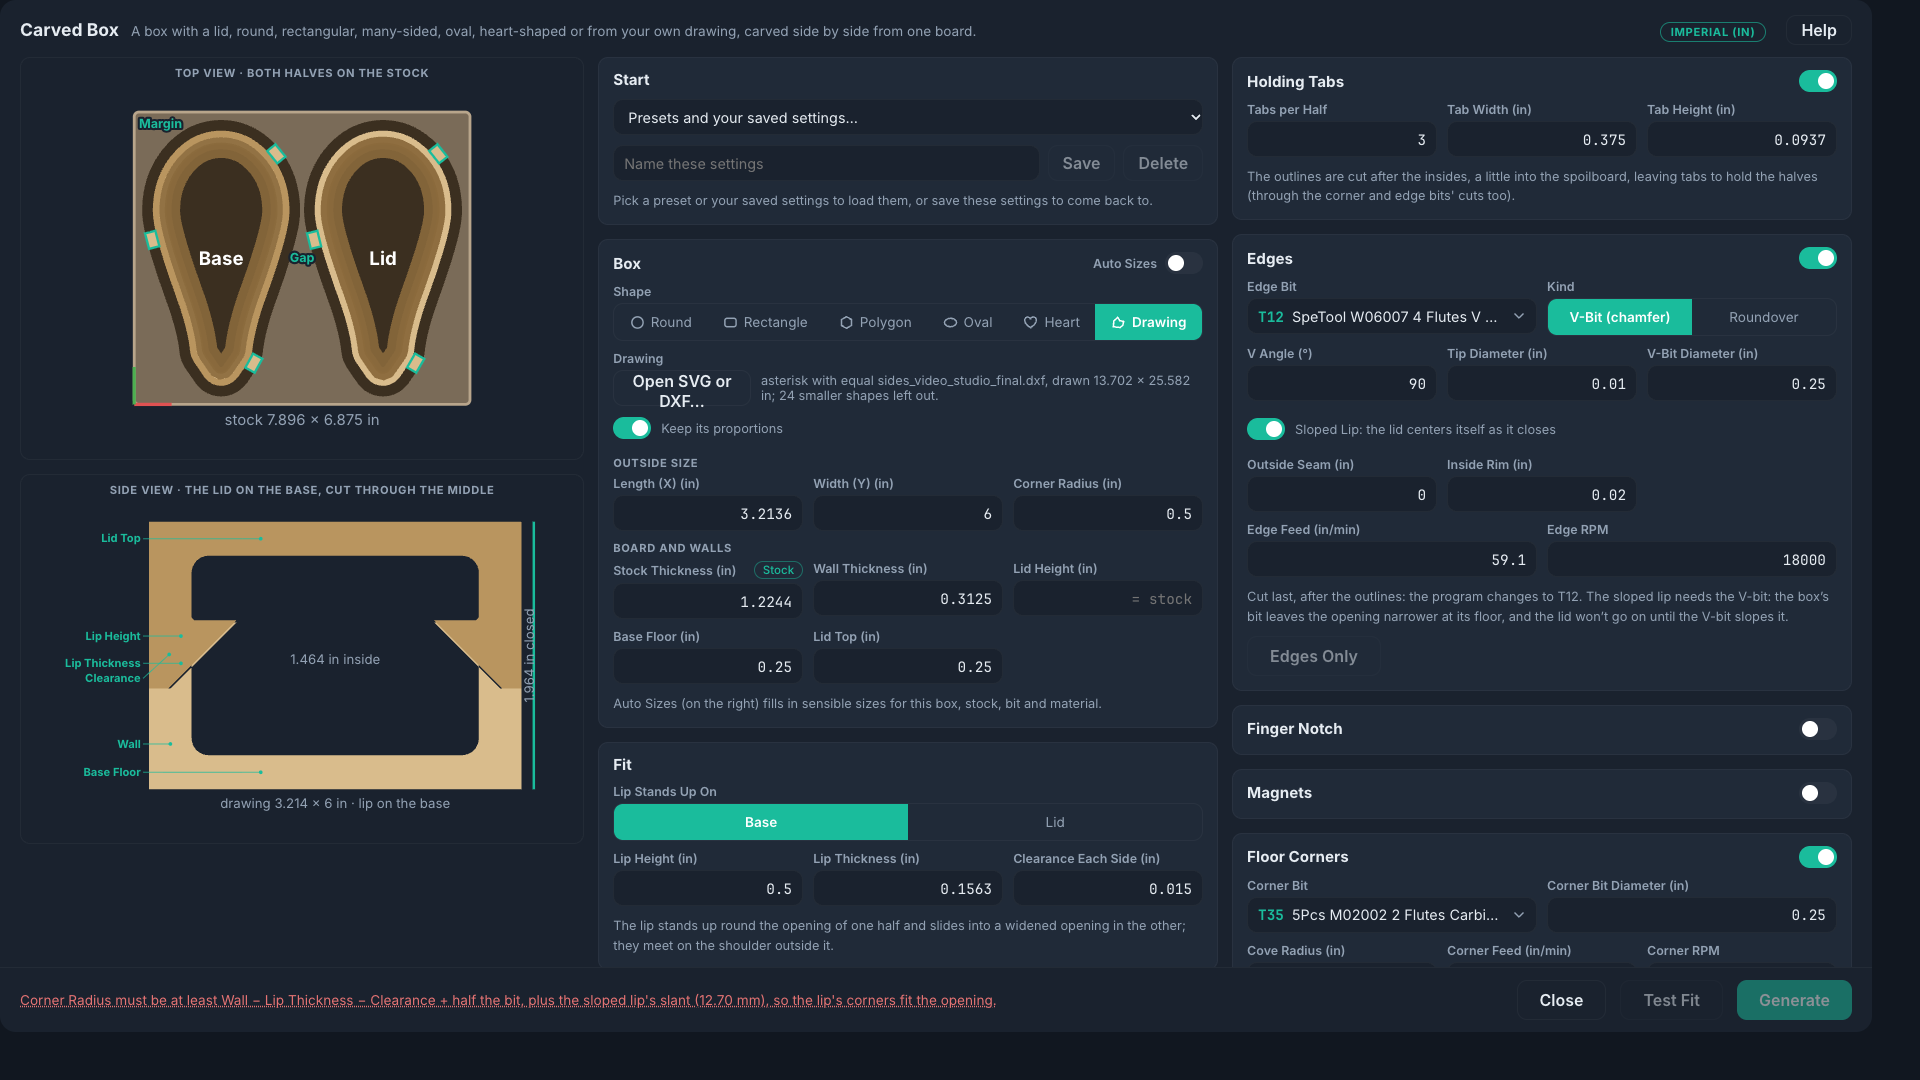 Carved Box
A box with a lid, round, rectangular, many-sided, oval, heart-shaped or from your own drawing, carved side by side from one board.
IMPERIAL (IN)
Help
TOP VIEW · BOTH HALVES ON THE STOCK
Margin
Base
Gap
Lid
stock 7.896 × 6.875 in
SIDE VIEW · THE LID ON THE BASE, CUT THROUGH THE MIDDLE
Lid Top
Lip Height
Lip Thickness
Clearance
1.464 in inside
1.964 in closed
Wall
Base Floor
drawing 3.214 × 6 in · lip on the base
Start
Presets and your saved settings...
Name these settings
Save
Delete
Pick a preset or your saved settings to load them, or save these settings to come back to.
Box
Auto Sizes
Shape
Round
Rectangle
Polygon
Oval
Heart
Drawing
Drawing
Open SVG or
DXF...
asterisk with equal sides_video_studio_final.dxf, drawn 13.702 × 25.582
in; 24 smaller shapes left out.
Keep its proportions
OUTSIDE SIZE
Length (X) (in)
Width (Y) (in)
Corner Radius (in)
3.2136
6
0.5
BOARD AND WALLS
Stock Thickness (in)
Stock
Wall Thickness (in)
Lid Height (in)
1.2244
0.3125
= stock
Base Floor (in)
Lid Top (in)
0.25
0.25
Auto Sizes (on the right) fills in sensible sizes for this box, stock, bit and material.
Fit
Lip Stands Up On
Base
Lid
Lip Height (in)
Lip Thickness (in)
Clearance Each Side (in)
0.5
0.1563
0.015
The lip stands up round the opening of one half and slides into a widened opening in the other;
they meet on the shoulder outside it.
Holding Tabs
Tabs per Half
Tab Width (in)
Tab Height (in)
3
0.375
0.0937
The outlines are cut after the insides, a little into the spoilboard, leaving tabs to hold the halves
(through the corner and edge bits' cuts too).
Edges
Edge Bit
Kind
T12 SpeTool W06007 4 Flutes V ...
V-Bit (chamfer)
Roundover
V Angle (°)
Tip Diameter (in)
V-Bit Diameter (in)
90
0.01
0.25
Sloped Lip: the lid centers itself as it closes
Outside Seam (in)
Inside Rim (in)
0
0.02
Edge Feed (in/min)
Edge RPM
59.1
18000
Cut last, after the outlines: the program changes to T12. The sloped lip needs the V-bit: the box's
bit leaves the opening narrower at its floor, and the lid won't go on until the V-bit slopes it.
Edges Only
Finger Notch
Magnets
Floor Corners
Corner Bit
Corner Bit Diameter (in)
T35 5Pcs M02002 2 Flutes Carbi...
0.25
Cove Radius (in)
Corner Feed (in/min)
Corner RPM
Corner Radius must be at least Wall − Lip Thickness − Clearance + half the bit, plus the sloped lip's slant (12.70 mm), so the lip's corners fit the opening.
Close
Test Fit
Generate